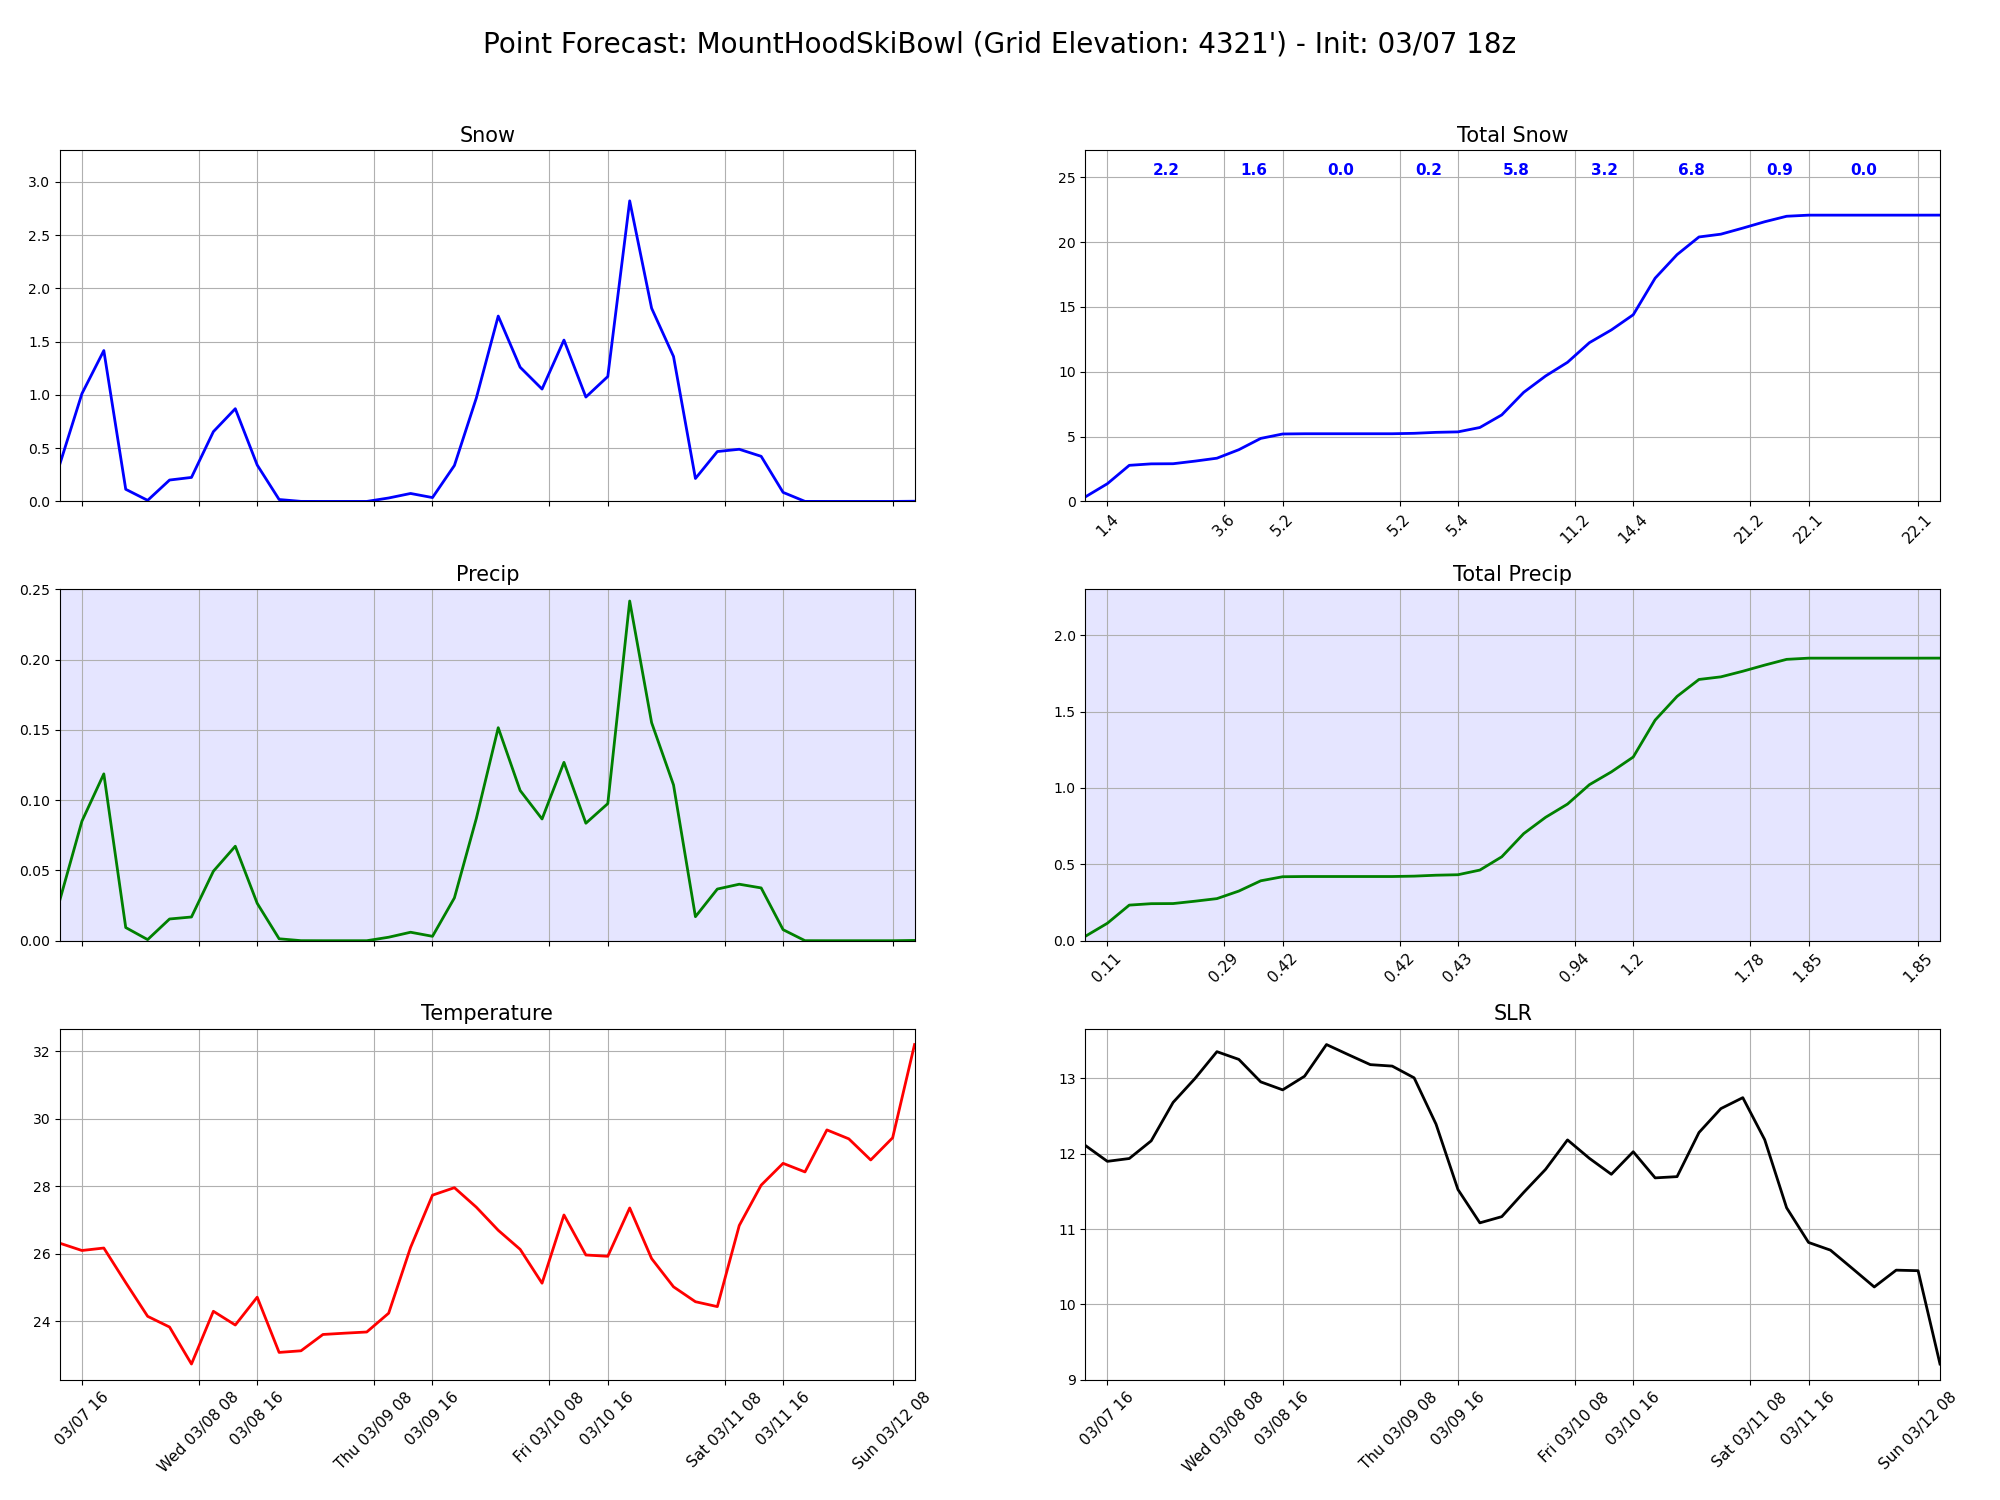 Point Forecast: MountHoodSkiBowl (Grid Elevation: 4321') - Init: 03/07 18z
Snow
3.0
2.5
2.0
1.5
1.0
0.5
0.0
Total Snow
2.2 1.6 0.0 0.2 5.8 3.2 6.8 0.9 0.0
25
20
15
10
5
0
1.4 3.6 5.2 5.2 5.4 11.2 14.4 21.2 22.1 22.1
Precip
0.25
0.20
0.15
0.10
0.05
0.00
Total Precip
2.0
1.5
1.0
0.5
0.0
0.11 0.29 0.42 0.42 0.43 0.94 1.2 1.78 1.85 1.85
Temperature
32
30
28
26
24
03/07 16 Wed 03/08 08 03/08 16 Thu 03/09 08 03/09 16 Fri 03/10 08 03/10 16 Sat 03/11 08 03/11 16 Sun 03/12 08
SLR
13
12
11
10
9
03/07 16 Wed 03/08 08 03/08 16 Thu 03/09 08 03/09 16 Fri 03/10 08 03/10 16 Sat 03/11 08 03/11 16 Sun 03/12 08